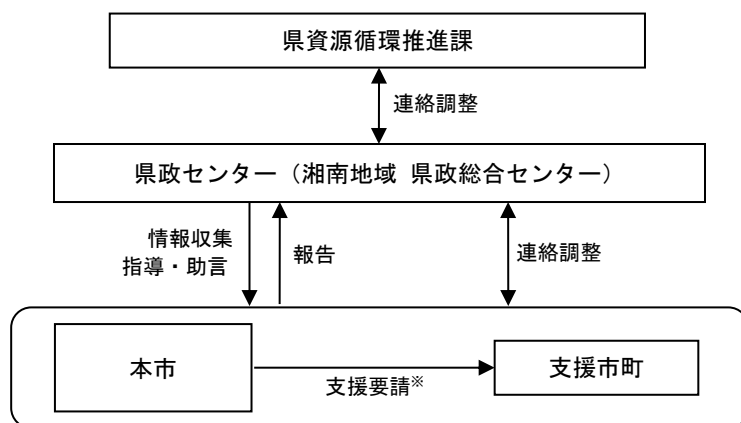 県資源循環推進課
連絡調整
県政センター（湘南地域 県政総合センター）
情報収集
指導・助言
報告
連絡調整
本市
支援要請※
支援市町